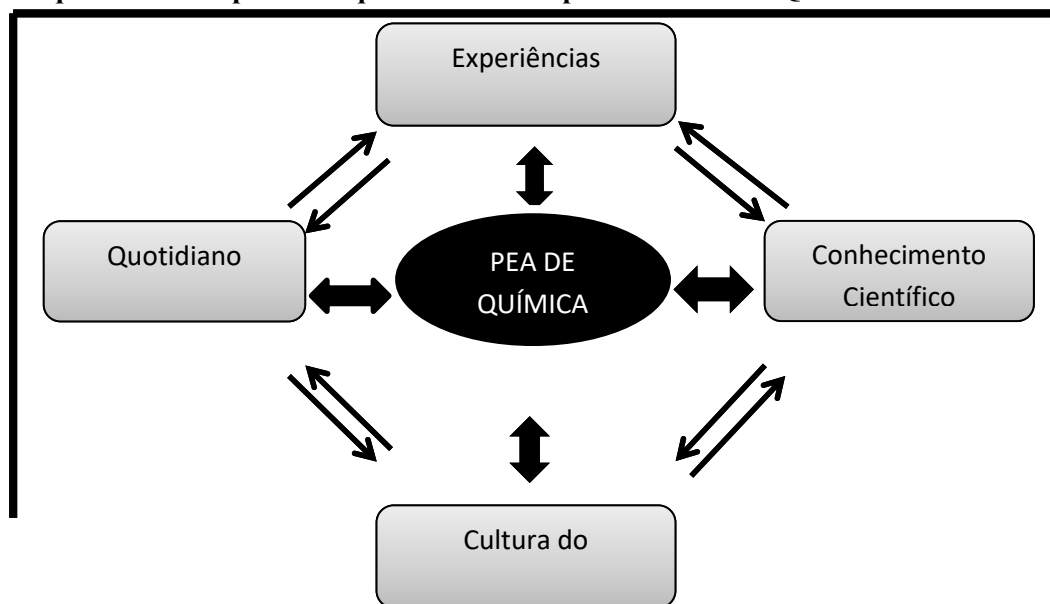 Experiências
Quotidiano
PEA DE
QUÍMICA
Conhecimento
Científico
Cultura do